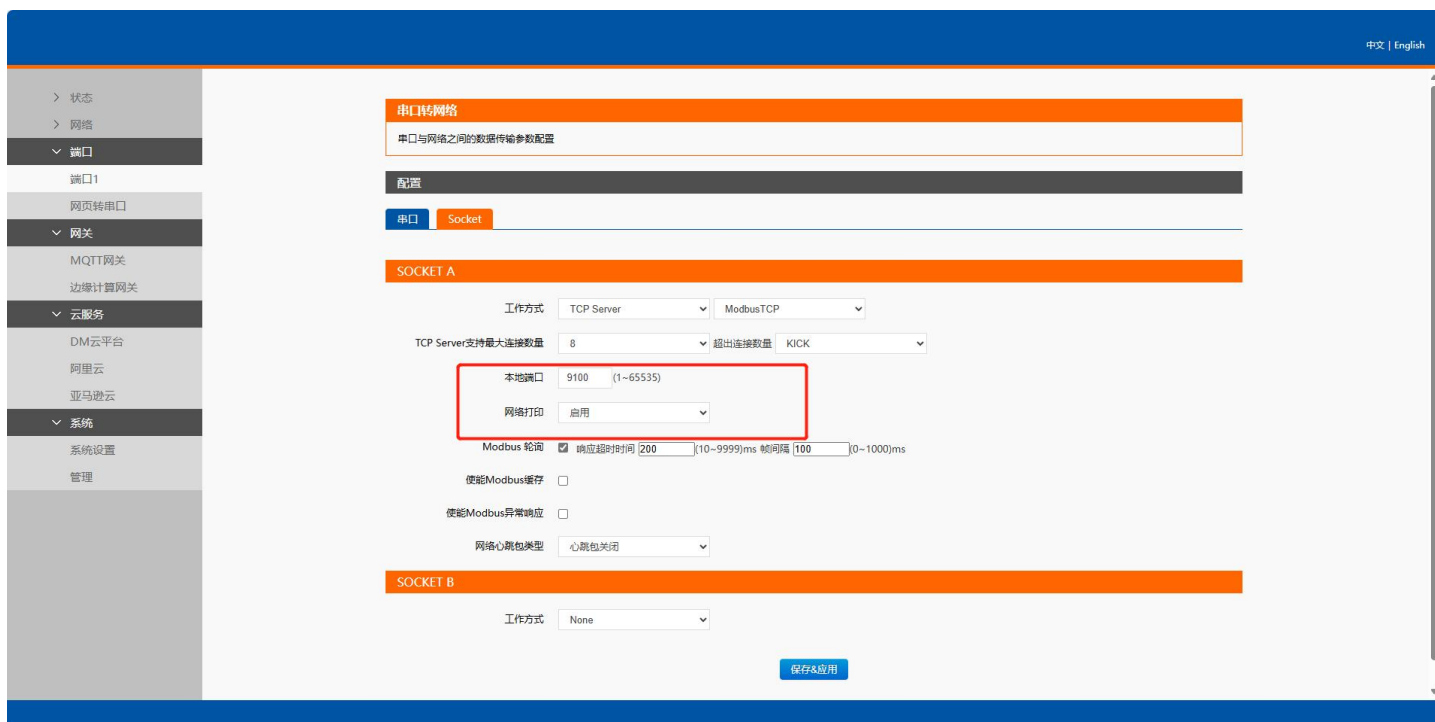 中文 | English
状态
网络
端口
端口1
网页转串口
网关
MQTT网关
边缘计算网关
云服务
DM云平台
阿里云
亚马逊云
系统
系统设置
管理
串口转网络
串口与网络之间的数据传输参数配置
配置
串口 Socket
SOCKET A
工作方式 TCP Server ModbusTCP
TCP Server支持最大连接数量 8 超出连接数量 KICK
本地端口 9100 (1~65535)
网络打印 启用
Modbus 轮询 响应超时时间 200 (10~9999)ms 帧间隔 100 (0~1000)ms
使能Modbus缓存
使能Modbus异常响应
网络心跳包类型 心跳包关闭
SOCKET B
工作方式 None
保存&应用